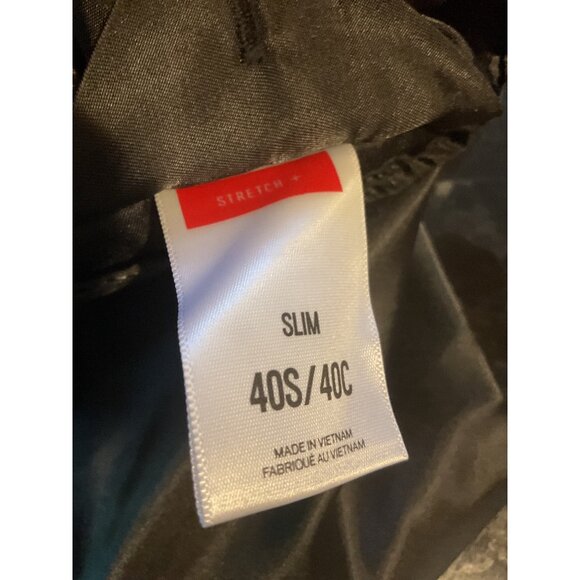 STRETCH +
SLIM
40S/40C
MADE IN VIETNAM
FABRIQUÉ AU VIETNAM